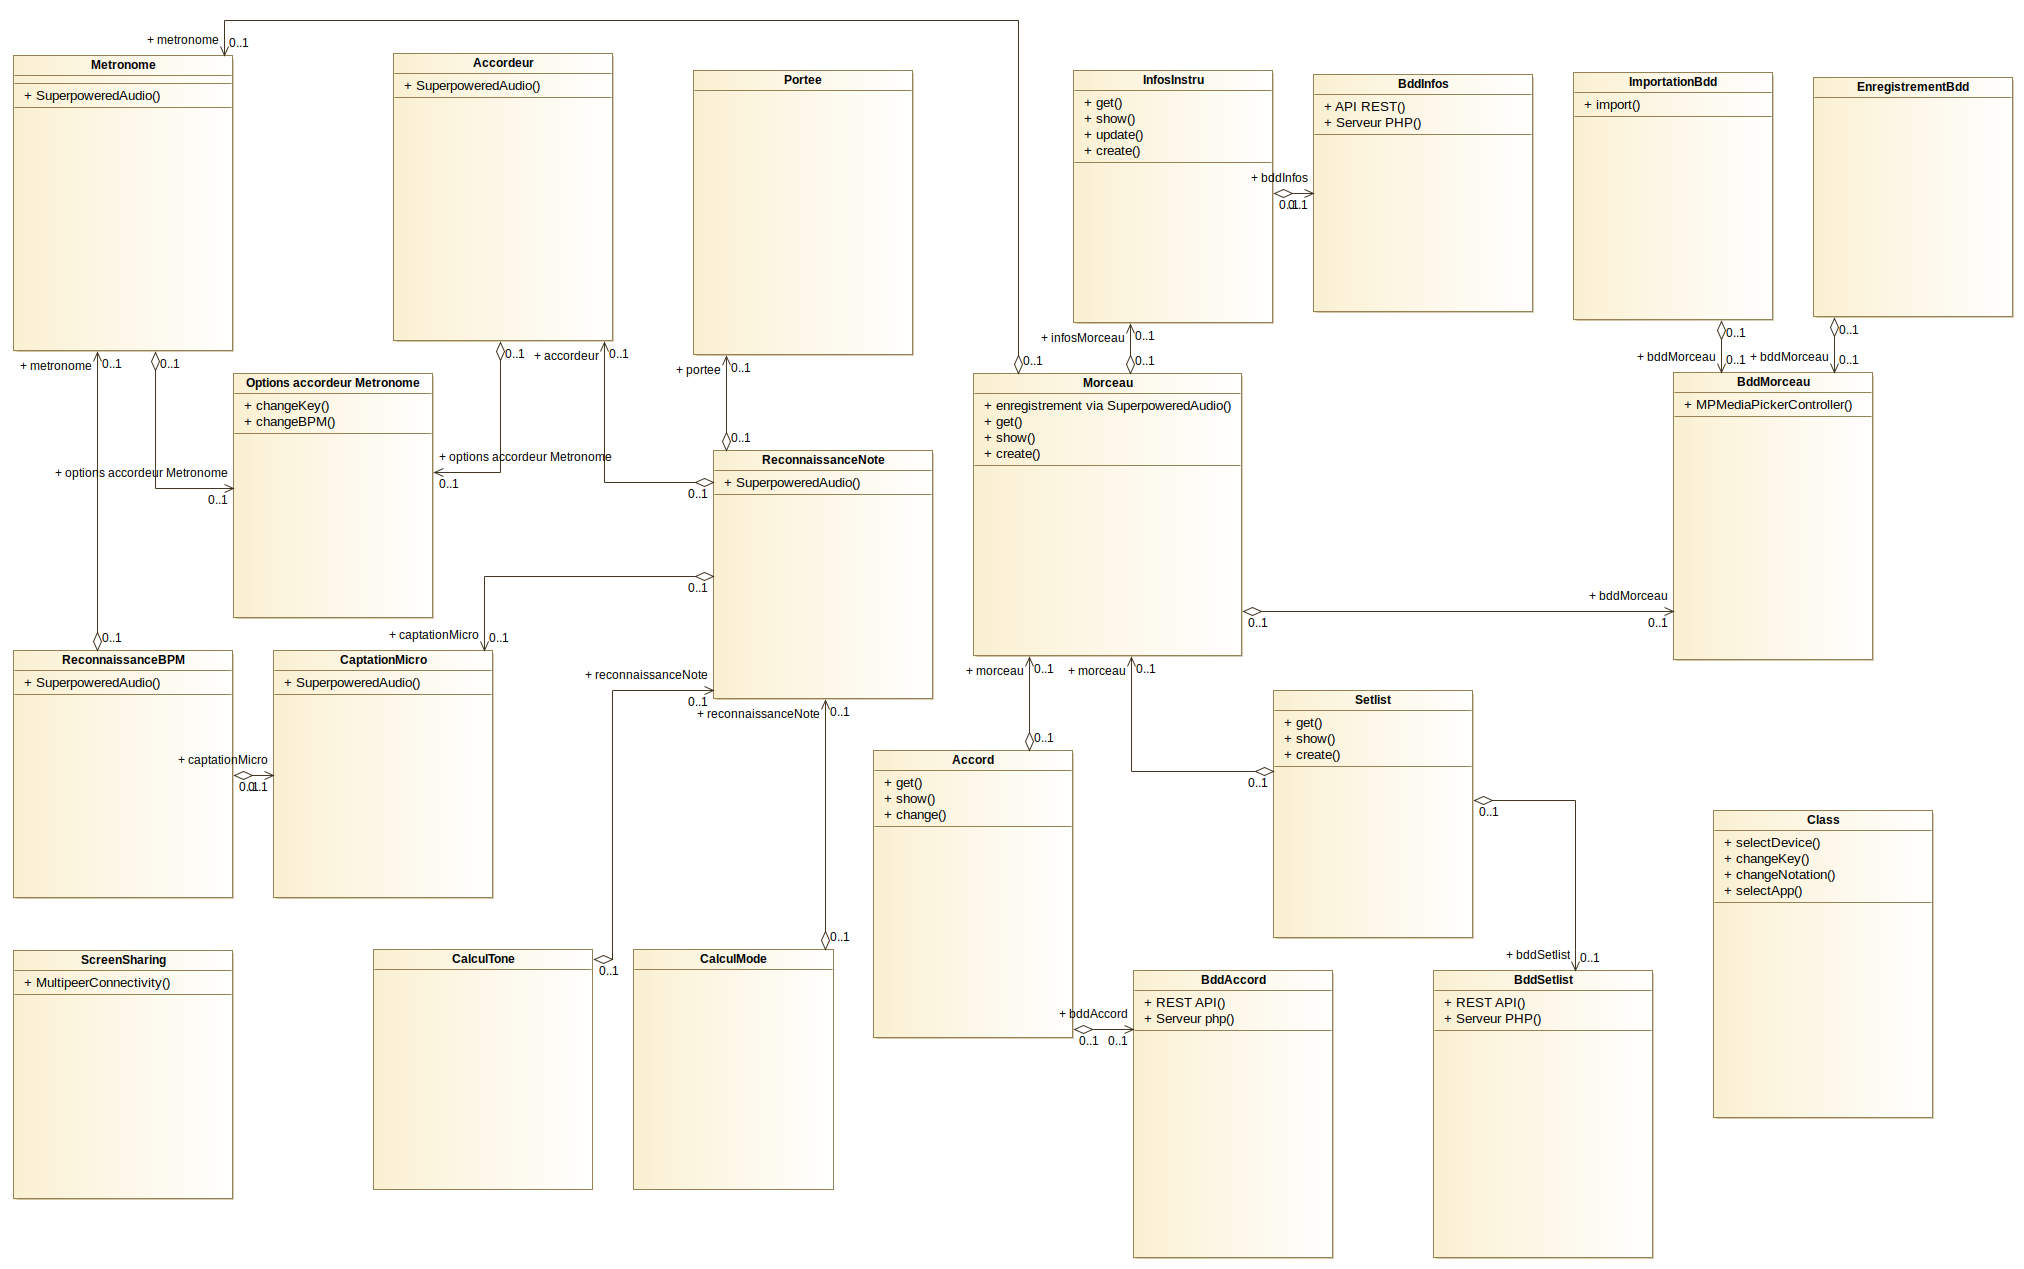 + metronome
0..1
Metronome
+ SuperpoweredAudio()
Accordeur
+ SuperpoweredAudio()
Portee
InfosInstru
+ get()
+ show()
+ update()
+ create()
BddInfos
+ API REST()
+ Serveur PHP()
ImportationBdd
+ import()
EnregistrementBdd
+ bddInfos
0..1
0..1
+ metronome
0..1
0..1
0..1
+ accordeur
0..1
+ portee
0..1
+ infosMorceau
0..1
0..1
0..1
0..1
+ bddMorceau
0..1
0..1
+ bddMorceau
0..1
Options accordeur Metronome
+ changeKey()
+ changeBPM()
+ options accordeur Metronome
0..1
+ options accordeur Metronome
0..1
0..1
ReconnaissanceNote
+ SuperpoweredAudio()
0..1
0..1
Morceau
+ enregistrement via SuperpoweredAudio()
+ get()
+ show()
+ create()
BddMorceau
+ MPMediaPickerController()
0..1
+ bddMorceau
0..1
0..1
ReconnaissanceBPM
+ SuperpoweredAudio()
+ captationMicro
0..1
CaptationMicro
+ SuperpoweredAudio()
+ captationMicro
0..1
0..1
+ reconnaissanceNote
0..1
+ reconnaissanceNote
0..1
+ morceau
0..1
+ morceau
0..1
0..1
Accord
+ get()
+ show()
+ change()
Setlist
+ get()
+ show()
+ create()
0..1
0..1
Class
+ selectDevice()
+ changeKey()
+ changeNotation()
+ selectApp()
ScreenSharing
+ MultipeerConnectivity()
CalculTone
0..1
0..1
CalculMode
+ bddAccord
0..1
0..1
BddAccord
+ REST API()
+ Serveur php()
+ bddSetlist
0..1
BddSetlist
+ REST API()
+ Serveur PHP()